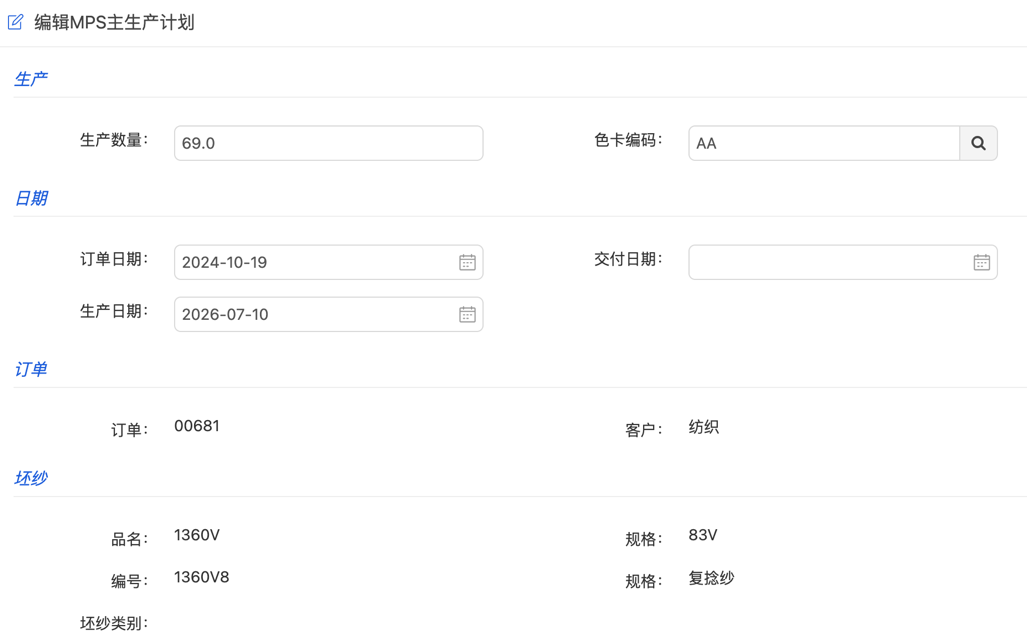 编辑MPS主生产计划
生产
生产数量： 69.0 色卡编码： AA
日期
订单日期： 2024-10-19 交付日期：
生产日期： 2026-07-10
订单
订单： 00681 客户： 纺织
坯纱
品名： 1360V 规格： 83V
编号： 1360V8 规格： 复捻纱
坯纱类别：